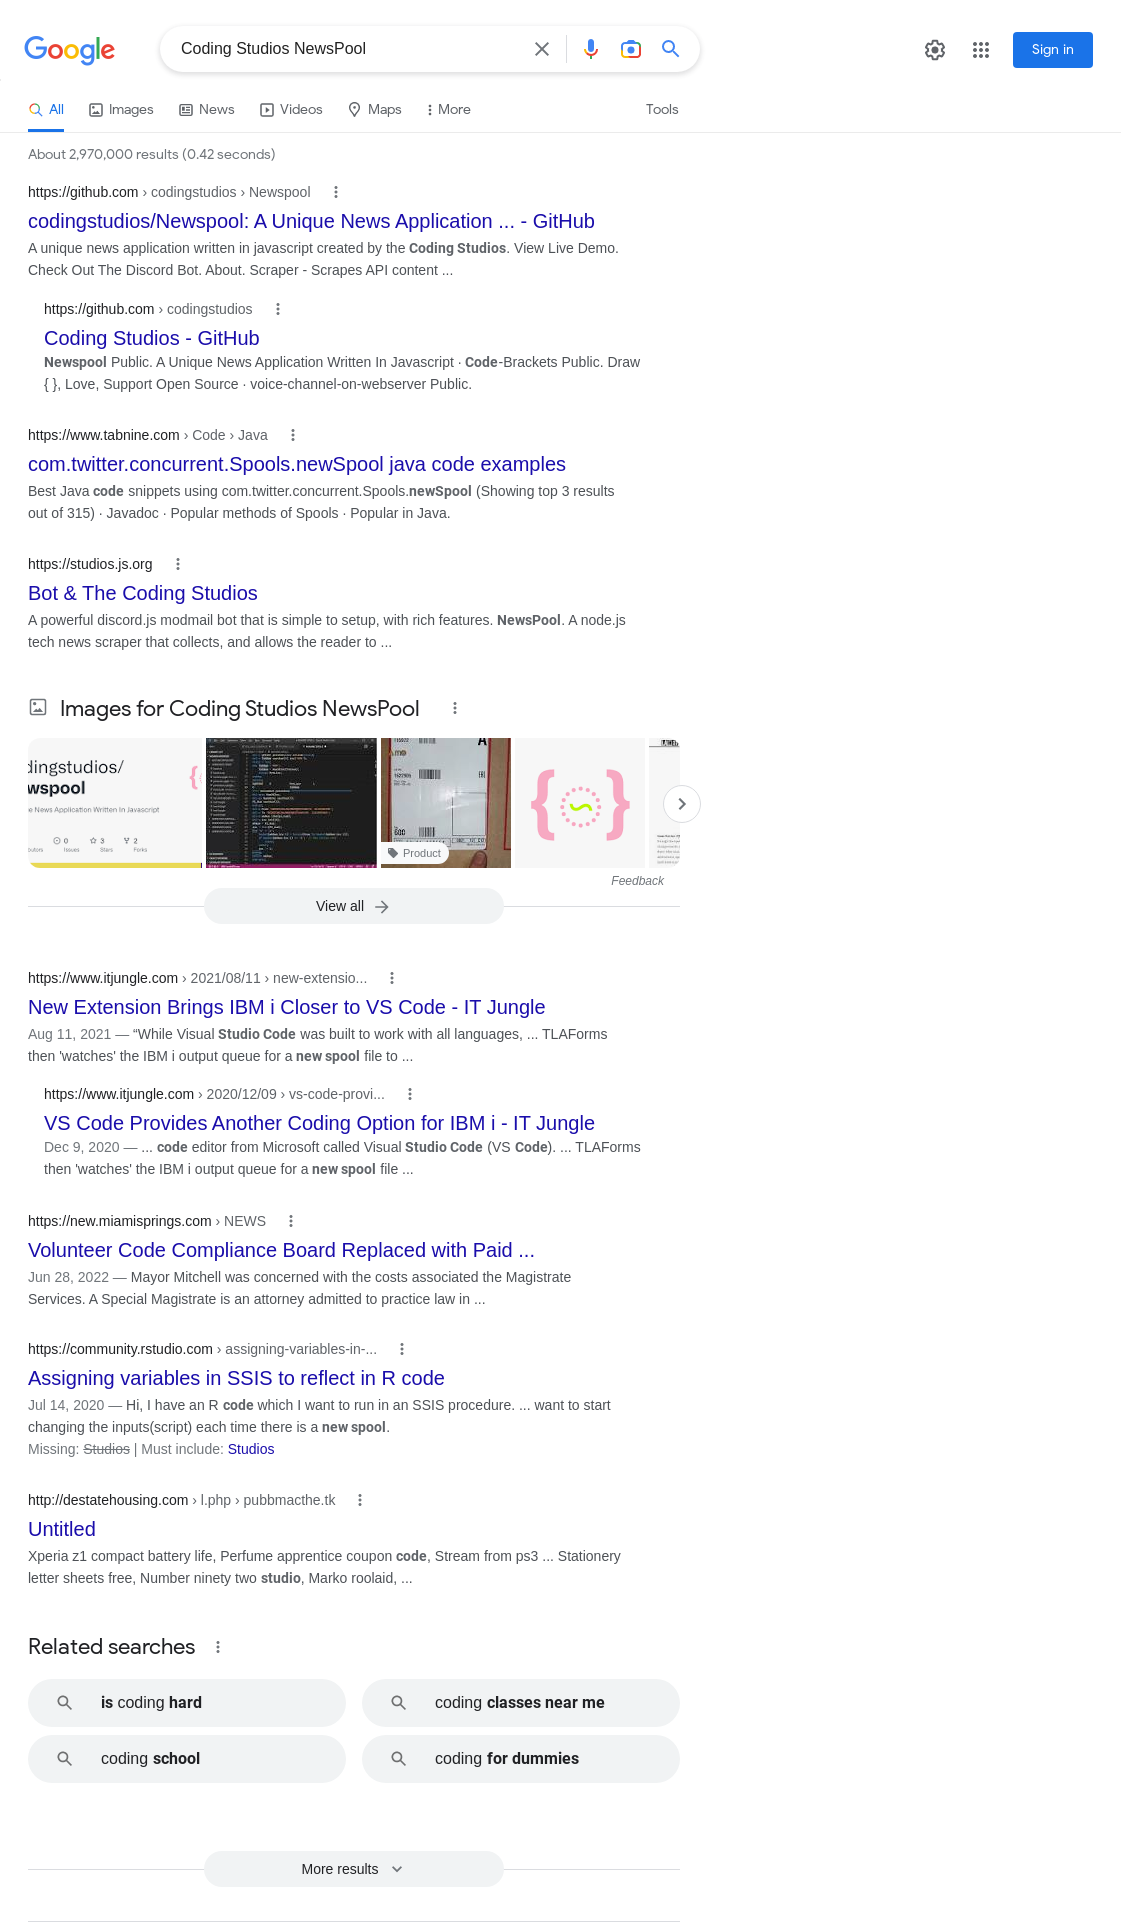 Google
Coding Studios NewsPool
Sign in
All
Images
News
Videos
Maps
More
Tools
About 2,970,000 results (0.42 seconds)
https://github.com › codingstudios › Newspool
codingstudios/Newspool: A Unique News Application ... - GitHub
A unique news application written in javascript created by the Coding Studios. View Live Demo.
Check Out The Discord Bot. About. Scraper - Scrapes API content ...
https://github.com › codingstudios
Coding Studios - GitHub
Newspool Public. A Unique News Application Written In Javascript · Code-Brackets Public. Draw
{ }, Love, Support Open Source · voice-channel-on-webserver Public.
https://www.tabnine.com › Code › Java
com.twitter.concurrent.Spools.newSpool java code examples
Best Java code snippets using com.twitter.concurrent.Spools.newSpool (Showing top 3 results
out of 315) · Javadoc · Popular methods of Spools · Popular in Java.
https://studios.js.org
Bot & The Coding Studios
A powerful discord.js modmail bot that is simple to setup, with rich features. NewsPool. A node.js
tech news scraper that collects, and allows the reader to ...
Images for Coding Studios NewsPool
dingstudios/
wspool
e News Application Written In Javascript
0
3
2
Issues
Stars
Forks
Product
Feedback
View all
https://www.itjungle.com › 2021/08/11 › new-extensio...
New Extension Brings IBM i Closer to VS Code - IT Jungle
Aug 11, 2021 — “While Visual Studio Code was built to work with all languages, ... TLAForms
then 'watches' the IBM i output queue for a new spool file to ...
https://www.itjungle.com › 2020/12/09 › vs-code-provi...
VS Code Provides Another Coding Option for IBM i - IT Jungle
Dec 9, 2020 — ... code editor from Microsoft called Visual Studio Code (VS Code). ... TLAForms
then 'watches' the IBM i output queue for a new spool file ...
https://new.miamisprings.com › NEWS
Volunteer Code Compliance Board Replaced with Paid ...
Jun 28, 2022 — Mayor Mitchell was concerned with the costs associated the Magistrate
Services. A Special Magistrate is an attorney admitted to practice law in ...
https://community.rstudio.com › assigning-variables-in-...
Assigning variables in SSIS to reflect in R code
Jul 14, 2020 — Hi, I have an R code which I want to run in an SSIS procedure. ... want to start
changing the inputs(script) each time there is a new spool.
Missing: Studios | Must include: Studios
http://destatehousing.com › l.php › pubbmacthe.tk
Untitled
Xperia z1 compact battery life, Perfume apprentice coupon code, Stream from ps3 ... Stationery
letter sheets free, Number ninety two studio, Marko roolaid, ...
Related searches
is coding hard
coding classes near me
coding school
coding for dummies
More results